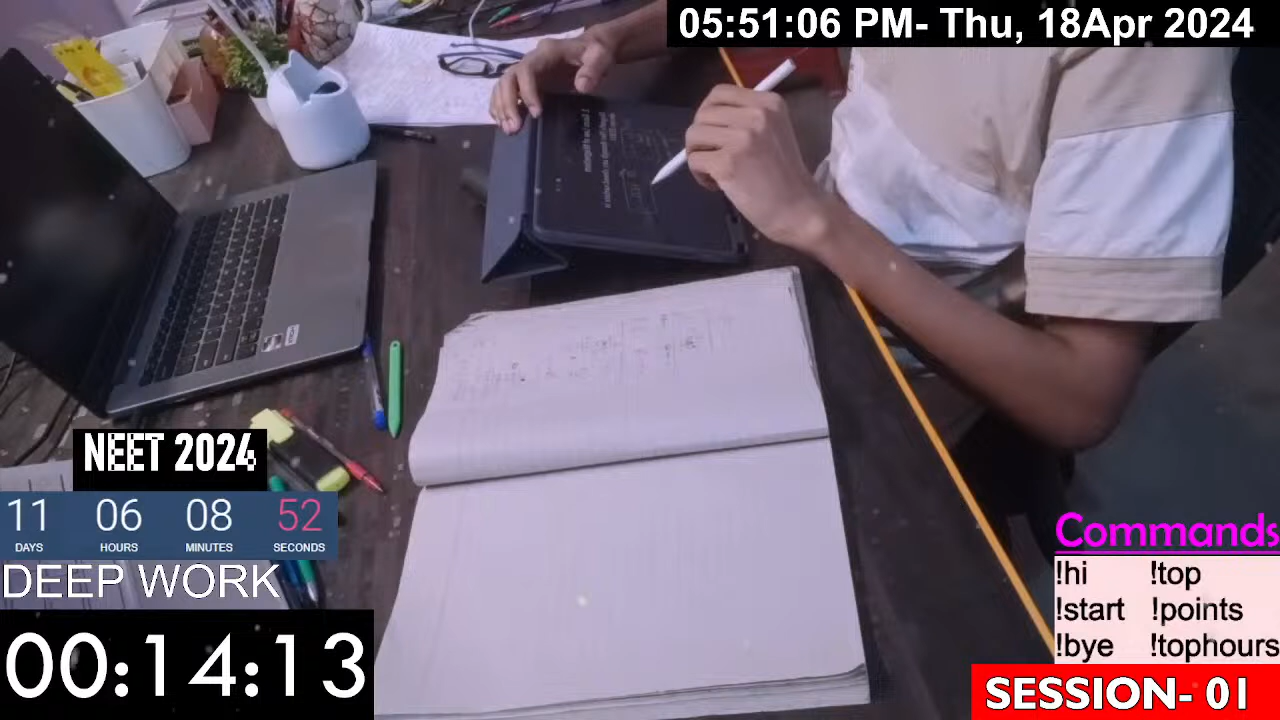 05:51:06 PM- Thu, 18Apr 2024
NEET 2024
11 06 08 52
DAYS HOURS MINUTES SECONDS
DEEP WORK
00:14:13
Commands
!hi !top
!start !points
!bye !tophours
SESSION- 01